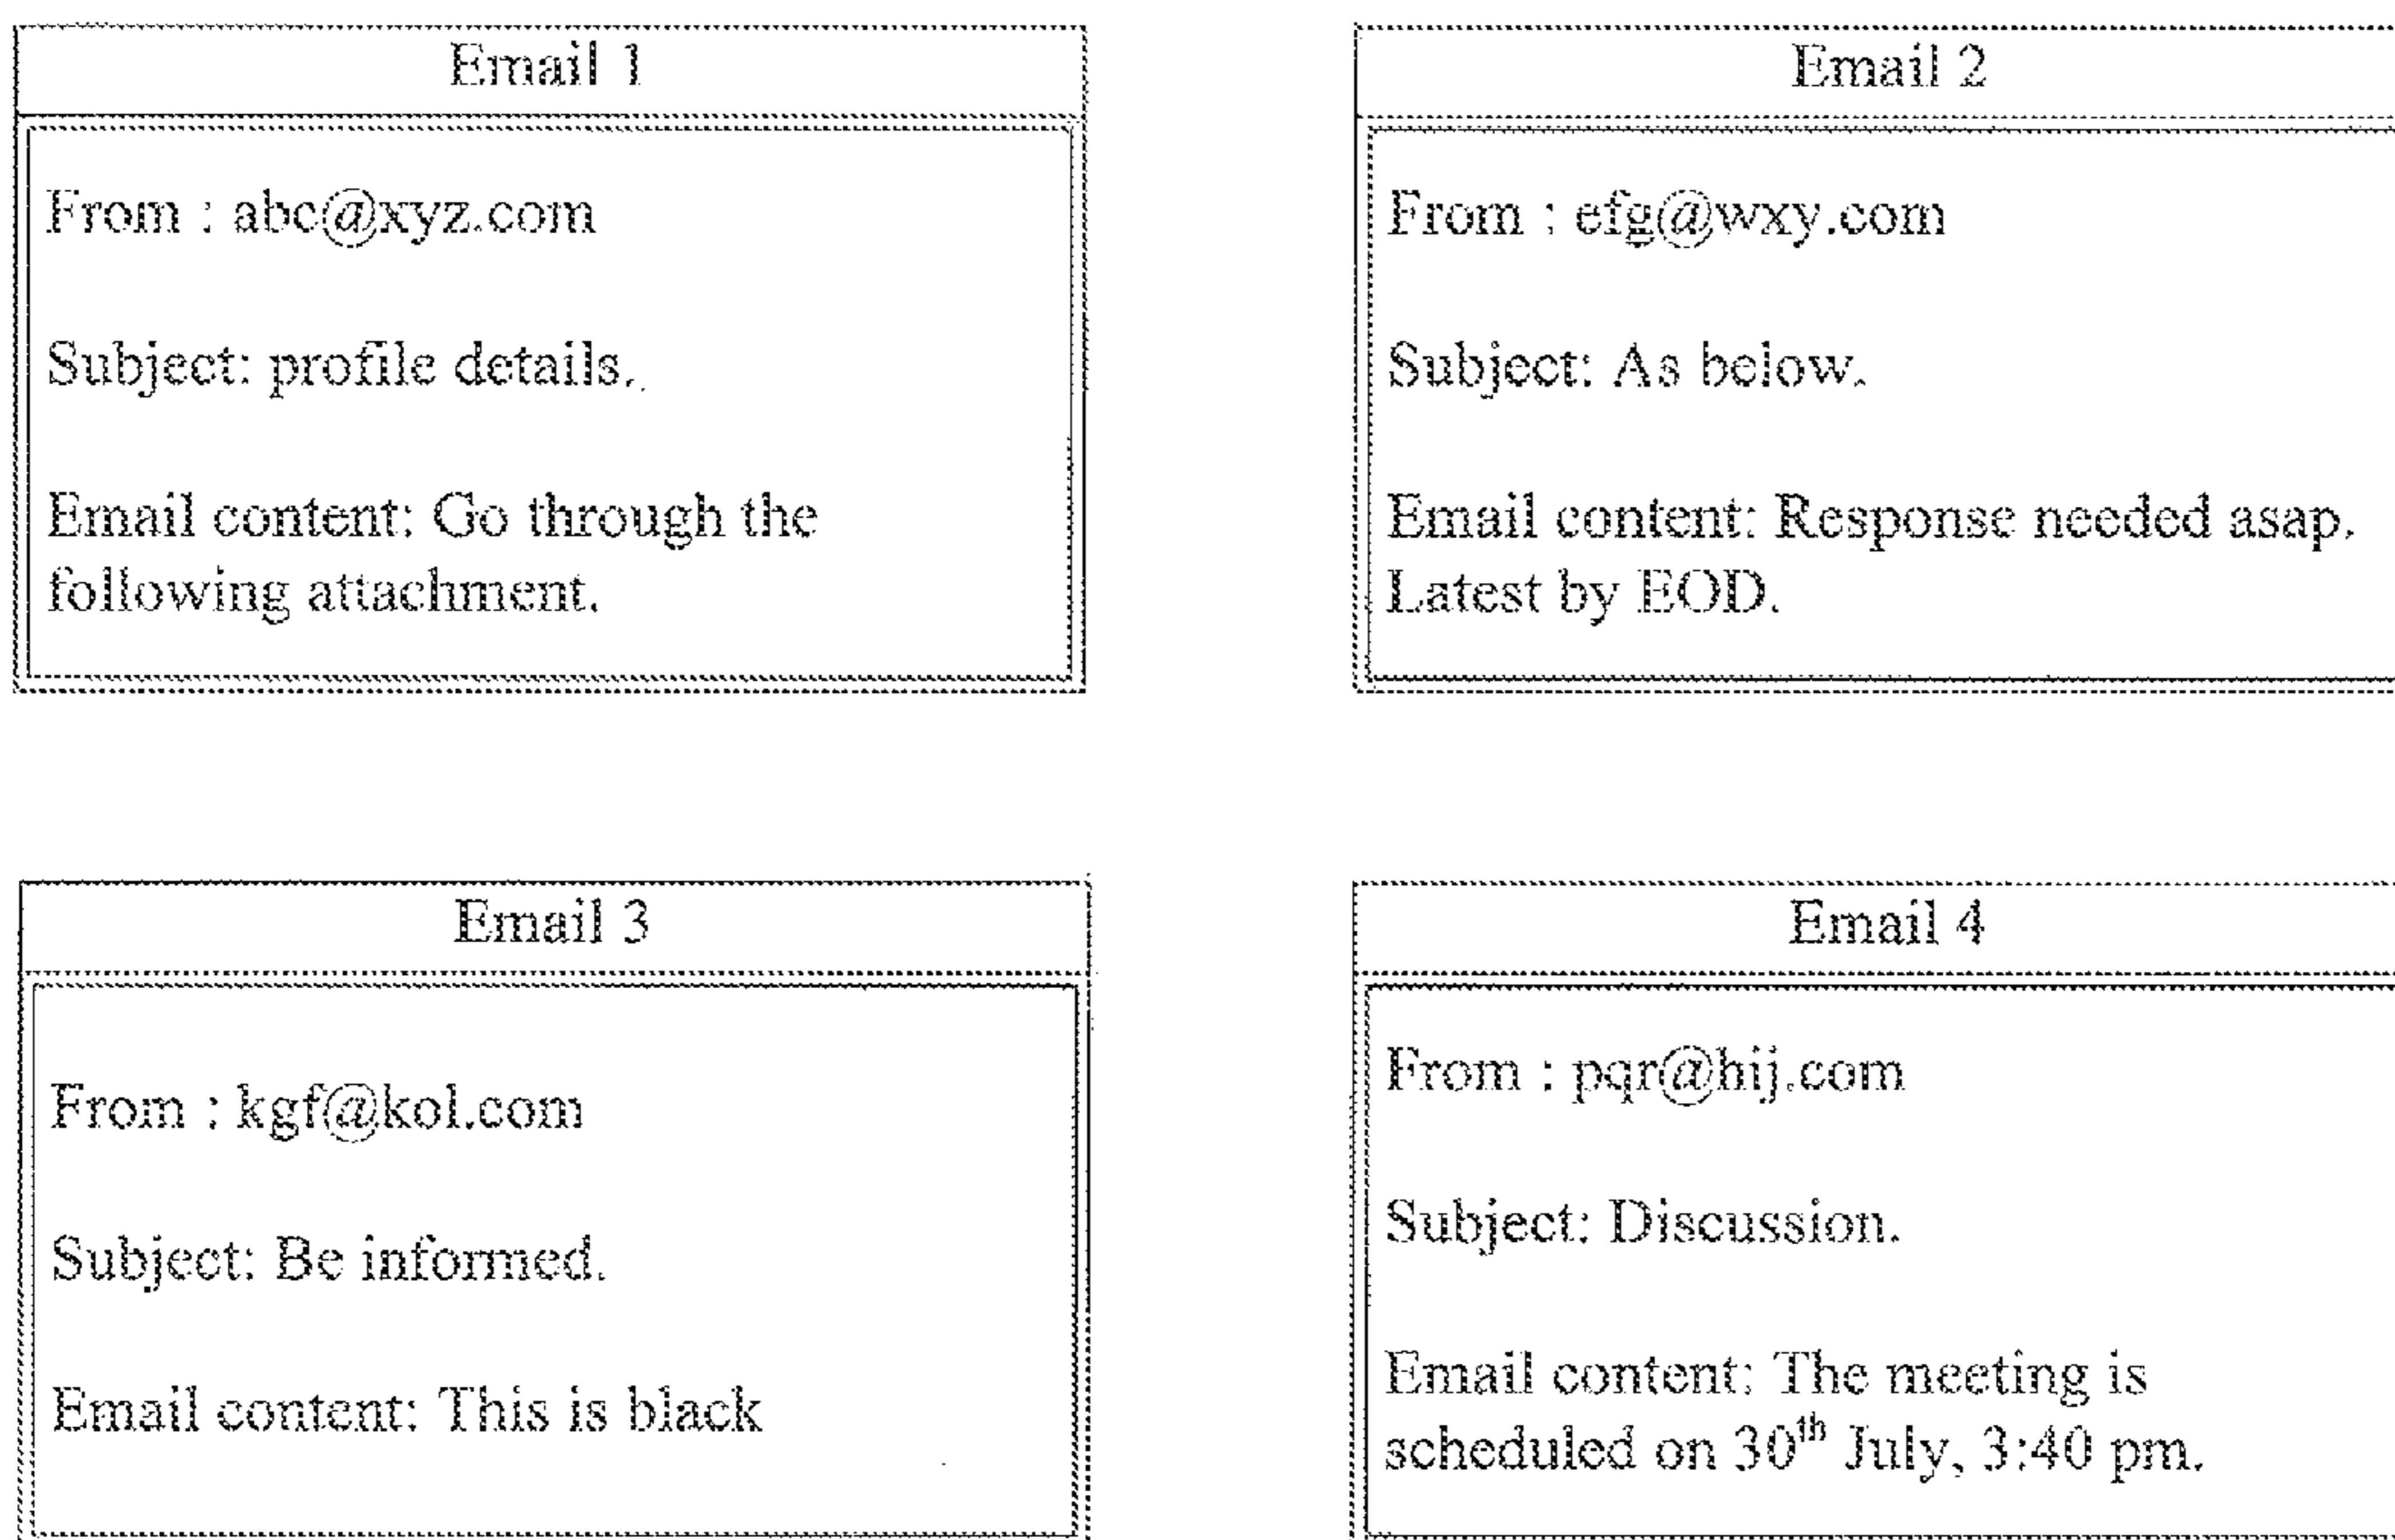 Email 1
From : abc@xyz.com
Subject: profile details.
Email content: Go through the
following attachment.
Email 2
From : efg@wxy.com
Subject: As below.
Email content: Response needed asap.
Latest by EOD.
Email 3
From : kgf@kol.com
Subject: Be informed.
Email content: This is black
Email 4
From : pqr@hij.com
Subject: Discussion.
Email content: The meeting is
scheduled on 30th July, 3:40 pm.